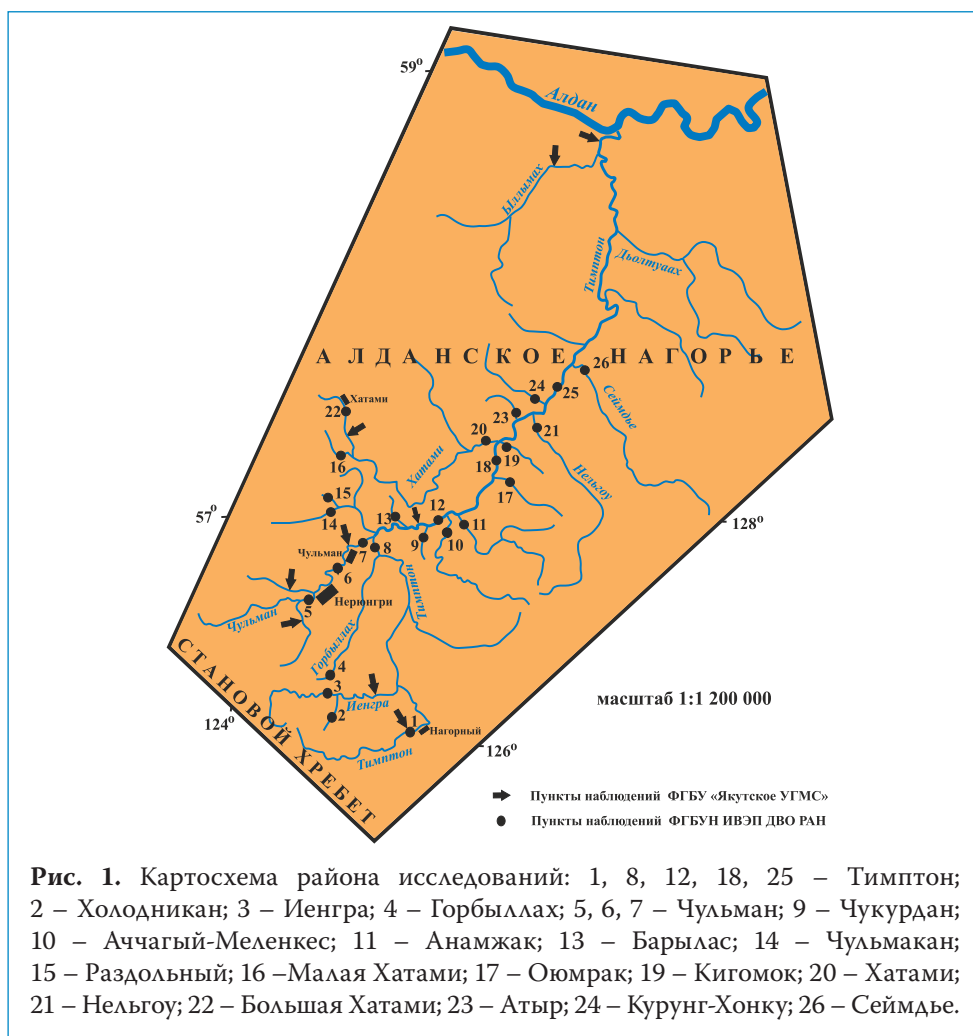 59°
Алдан
Ыллымах
Тимптон
Дьолтуаах
АЛДАНСКОЕ НАГОРЬЕ
26
24
25
Сеймдье
22
Хатами
23
21
20
19
16
Хатами
18
17
Нельгоу
15
57°
14
13
12
11
128°
9
10
Чульман
7
8
6
Тимптон
Нерюнгри
5
Чульман
Горбыллах
4
3
Иенгра
масштаб 1:1 200 000
СТАНОВОЙ ХРЕБЕТ
124°
2
1
Нагорный
Тимптон
126°
Пункты наблюдений ФГБУ «Якутское УГМС»
Пункты наблюдений ФГБУН ИВЭП ДВО РАН
Рис. 1. Картосхема района исследований: 1, 8, 12, 18, 25 – Тимптон;
2 – Холодникан; 3 – Иенгра; 4 – Горбыллах; 5, 6, 7 – Чульман; 9 – Чукурдан;
10 – Аччагый-Меленкес; 11 – Анамжак; 13 – Барылас; 14 – Чульмакан;
15 – Раздольный; 16 –Малая Хатами; 17 – Оюмрак; 19 – Кигомок; 20 – Хатами;
21 – Нельгоу; 22 – Большая Хатами; 23 – Атыр; 24 – Курунг-Хонку; 26 – Сеймдье.